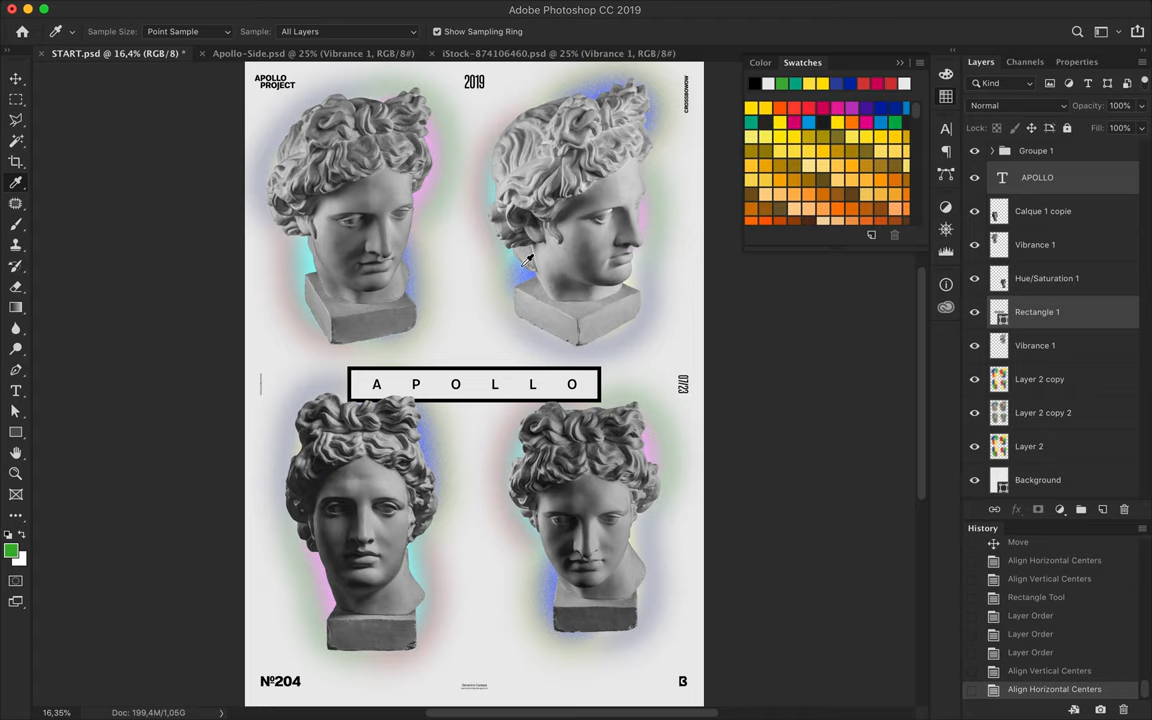 Adobe Photoshop CC 2019
Sample Size: Point Sample Sample: All Layers Show Sampling Ring
START.psd @ 16,4% (RGB/8) * Apollo-Side.psd @ 25% (Vibrance 1, RGB/8#) iStock-874106460.psd @ 25% (Vibrance 1, RGB/8#)
Color Swatches
Layers Channels Properties
Kind
Normal Opacity: 100%
Lock: Fill: 100%
Groupe 1
APOLLO
Calque 1 copie
Vibrance 1
Hue/Saturation 1
Rectangle 1
Vibrance 1
Layer 2 copy
Layer 2 copy 2
Layer 2
Background
History
Move
Align Horizontal Centers
Align Vertical Centers
Rectangle Tool
Layer Order
Layer Order
Layer Order
Align Vertical Centers
Align Horizontal Centers
APOLLO
PROJECT
2019
CROSSBOWOW
A P O L L O
07/23
Nº204
B
16,35% Doc: 199,4M/1,05G